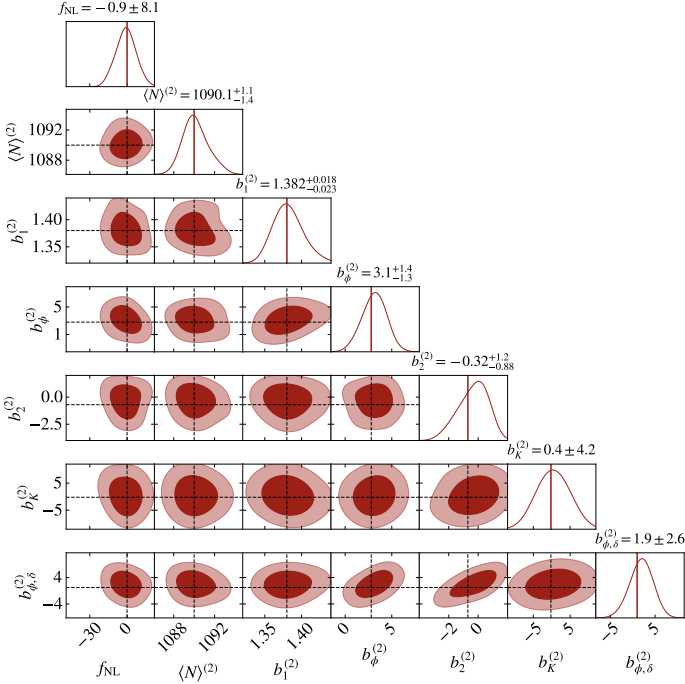 f_NL = −0.9 ± 8.1
⟨N⟩^(2) = 1090.1^{+1.1}_{−1.4}
1092
1088
⟨N⟩^(2)
b_1^(2) = 1.382^{+0.018}_{−0.023}
1.40
1.35
b_1^(2)
b_ϕ^(2) = 3.1^{+1.4}_{−1.3}
5
1
b_ϕ^(2)
b_2^(2) = −0.32^{+1.2}_{−0.88}
0.0
−2.5
b_2^(2)
b_K^(2) = 0.4 ± 4.2
5
−5
b_K^(2)
b_{ϕ,δ}^(2) = 1.9 ± 2.6
4
−4
b_{ϕ,δ}^(2)
−30 0 1088 1092 1.35 1.40 0 5 −2 0 −5 5 −5 5
f_NL ⟨N⟩^(2) b_1^(2) b_ϕ^(2) b_2^(2) b_K^(2) b_{ϕ,δ}^(2)